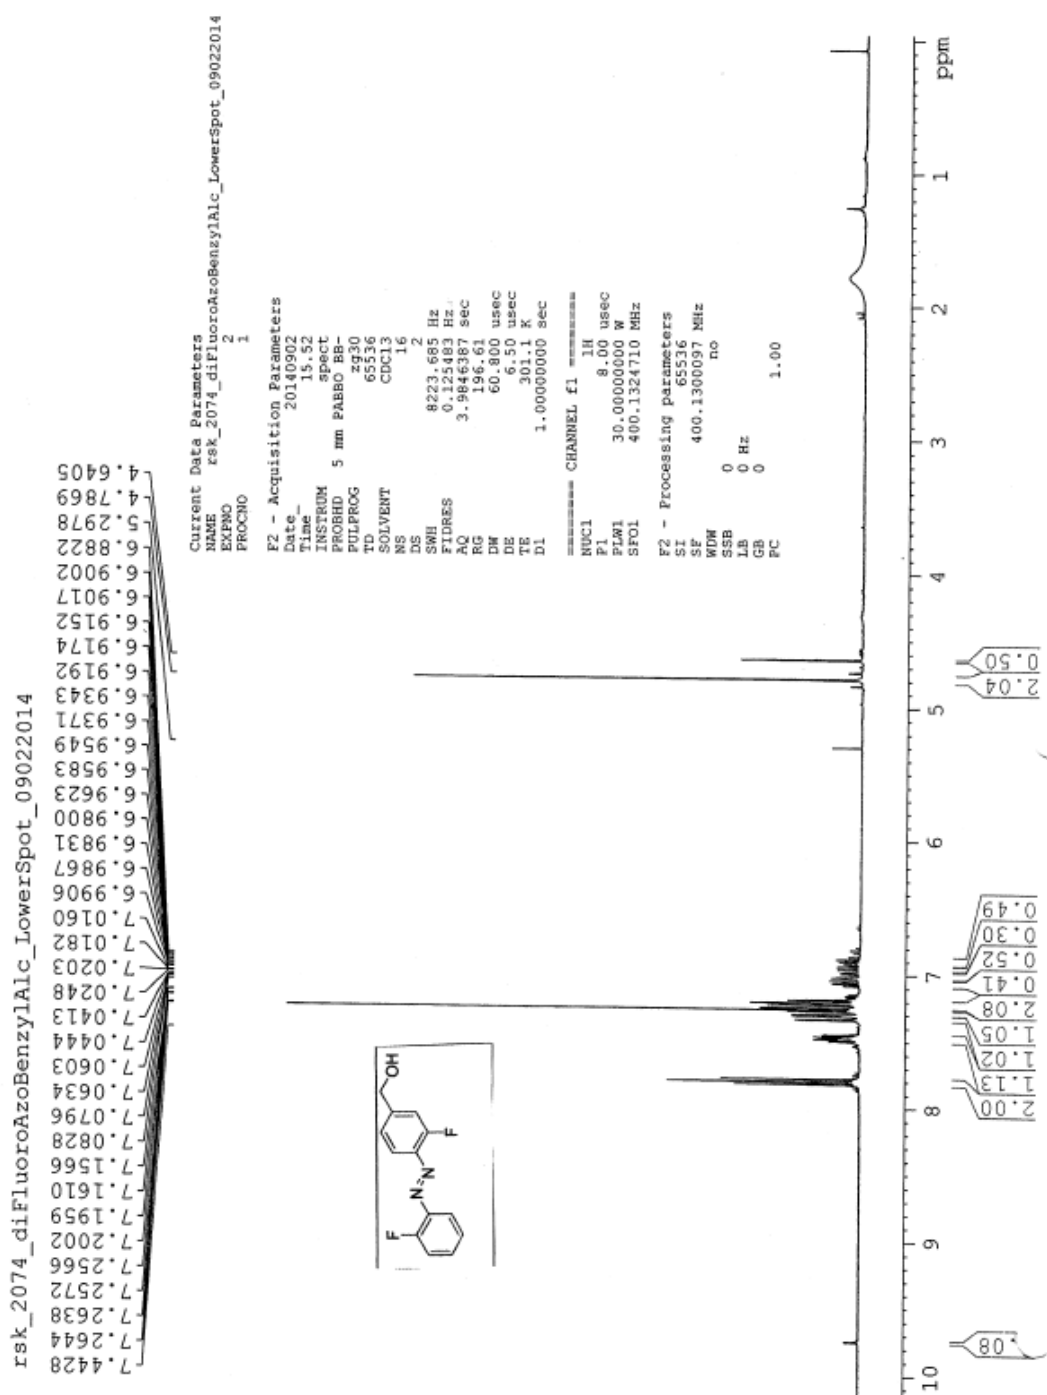 rsk_2074_diFluoroAzoBenzylAlc_LowerSpot_09022014
7.4428
7.2644
7.2638
7.2572
7.2566
7.2002
7.1959
7.1610
7.1566
7.0828
7.0796
7.0634
7.0603
7.0444
7.0413
7.0248
7.0203
7.0182
7.0160
6.9906
6.9867
6.9831
6.9800
6.9623
6.9583
6.9549
6.9371
6.9343
6.9192
6.9174
6.9152
6.9017
6.9002
6.8822
5.2978
4.7869
4.6405
Current Data Parameters
NAME rsk_2074_diFluoroAzoBenzylAlc_LowerSpot_09022014
EXPNO 2
PROCNO 1
F2 - Acquisition Parameters
Date_ 20140902
Time 15.52
INSTRUM spect
PROBHD 5 mm PABBO BB-
PULPROG zg30
TD 65536
SOLVENT CDCl3
NS 16
DS 2
SWH 8223.685 Hz
FIDRES 0.125483 Hz
AQ 3.9846387 sec
RG 196.61
DW 60.800 usec
DE 6.50 usec
TE 301.1 K
D1 1.00000000 sec
======== CHANNEL f1 ========
NUC1 1H
P1 8.00 usec
PLW1 30.00000000 W
SFO1 400.1324710 MHz
F2 - Processing parameters
SI 65536
SF 400.1300097 MHz
WDW no
SSB 0
LB 0 Hz
GB 0
PC 1.00
F
N=N
F
OH
10 9 8 7 6 5 4 3 2 1 ppm
.08
2.00
1.13
1.02
1.05
2.08
0.41
0.52
0.30
0.49
2.04
0.50